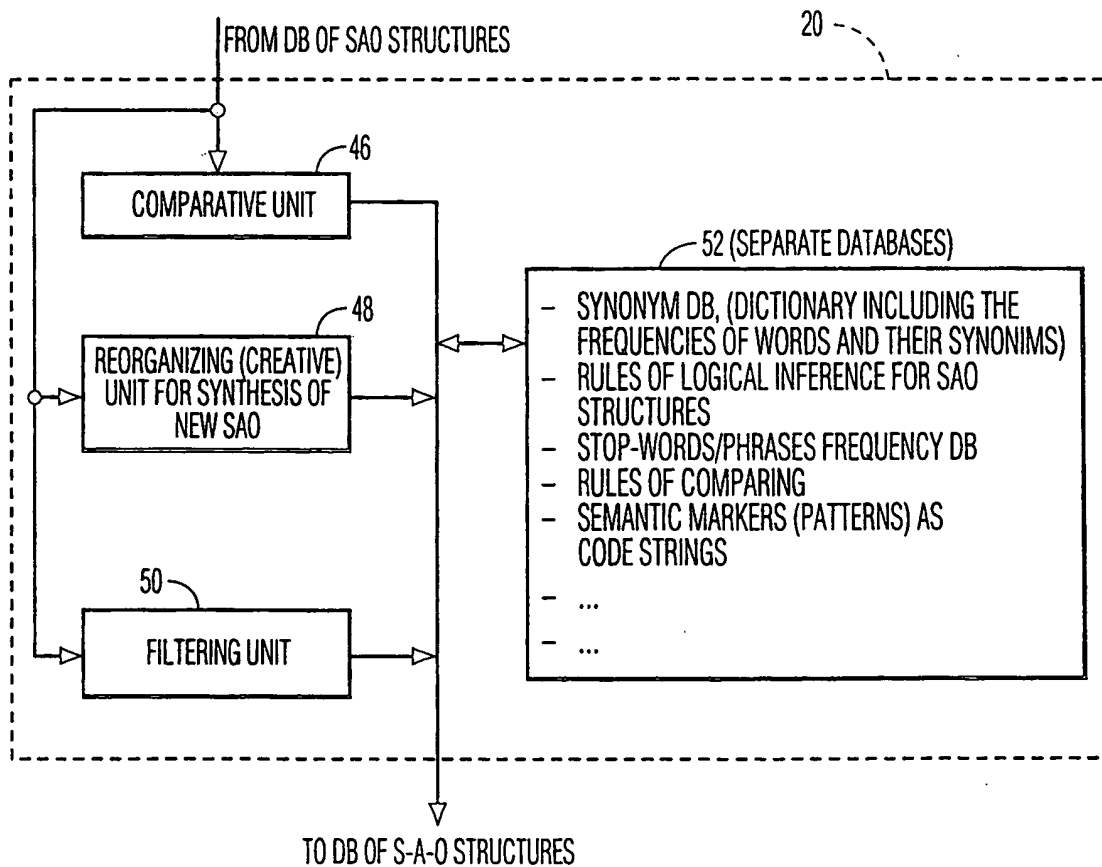 FROM DB OF SAO STRUCTURES
20
46
COMPARATIVE UNIT
52 (SEPARATE DATABASES)
48
REORGANIZING (CREATIVE)
UNIT FOR SYNTHESIS OF
NEW SAO
- SYNONYM DB, (DICTIONARY INCLUDING THE
FREQUENCIES OF WORDS AND THEIR SYNONIMS)
- RULES OF LOGICAL INFERENCE FOR SAO
STRUCTURES
- STOP-WORDS/PHRASES FREQUENCY DB
- RULES OF COMPARING
- SEMANTIC MARKERS (PATTERNS) AS
CODE STRINGS
- ...
- ...
50
FILTERING UNIT
TO DB OF S-A-O STRUCTURES